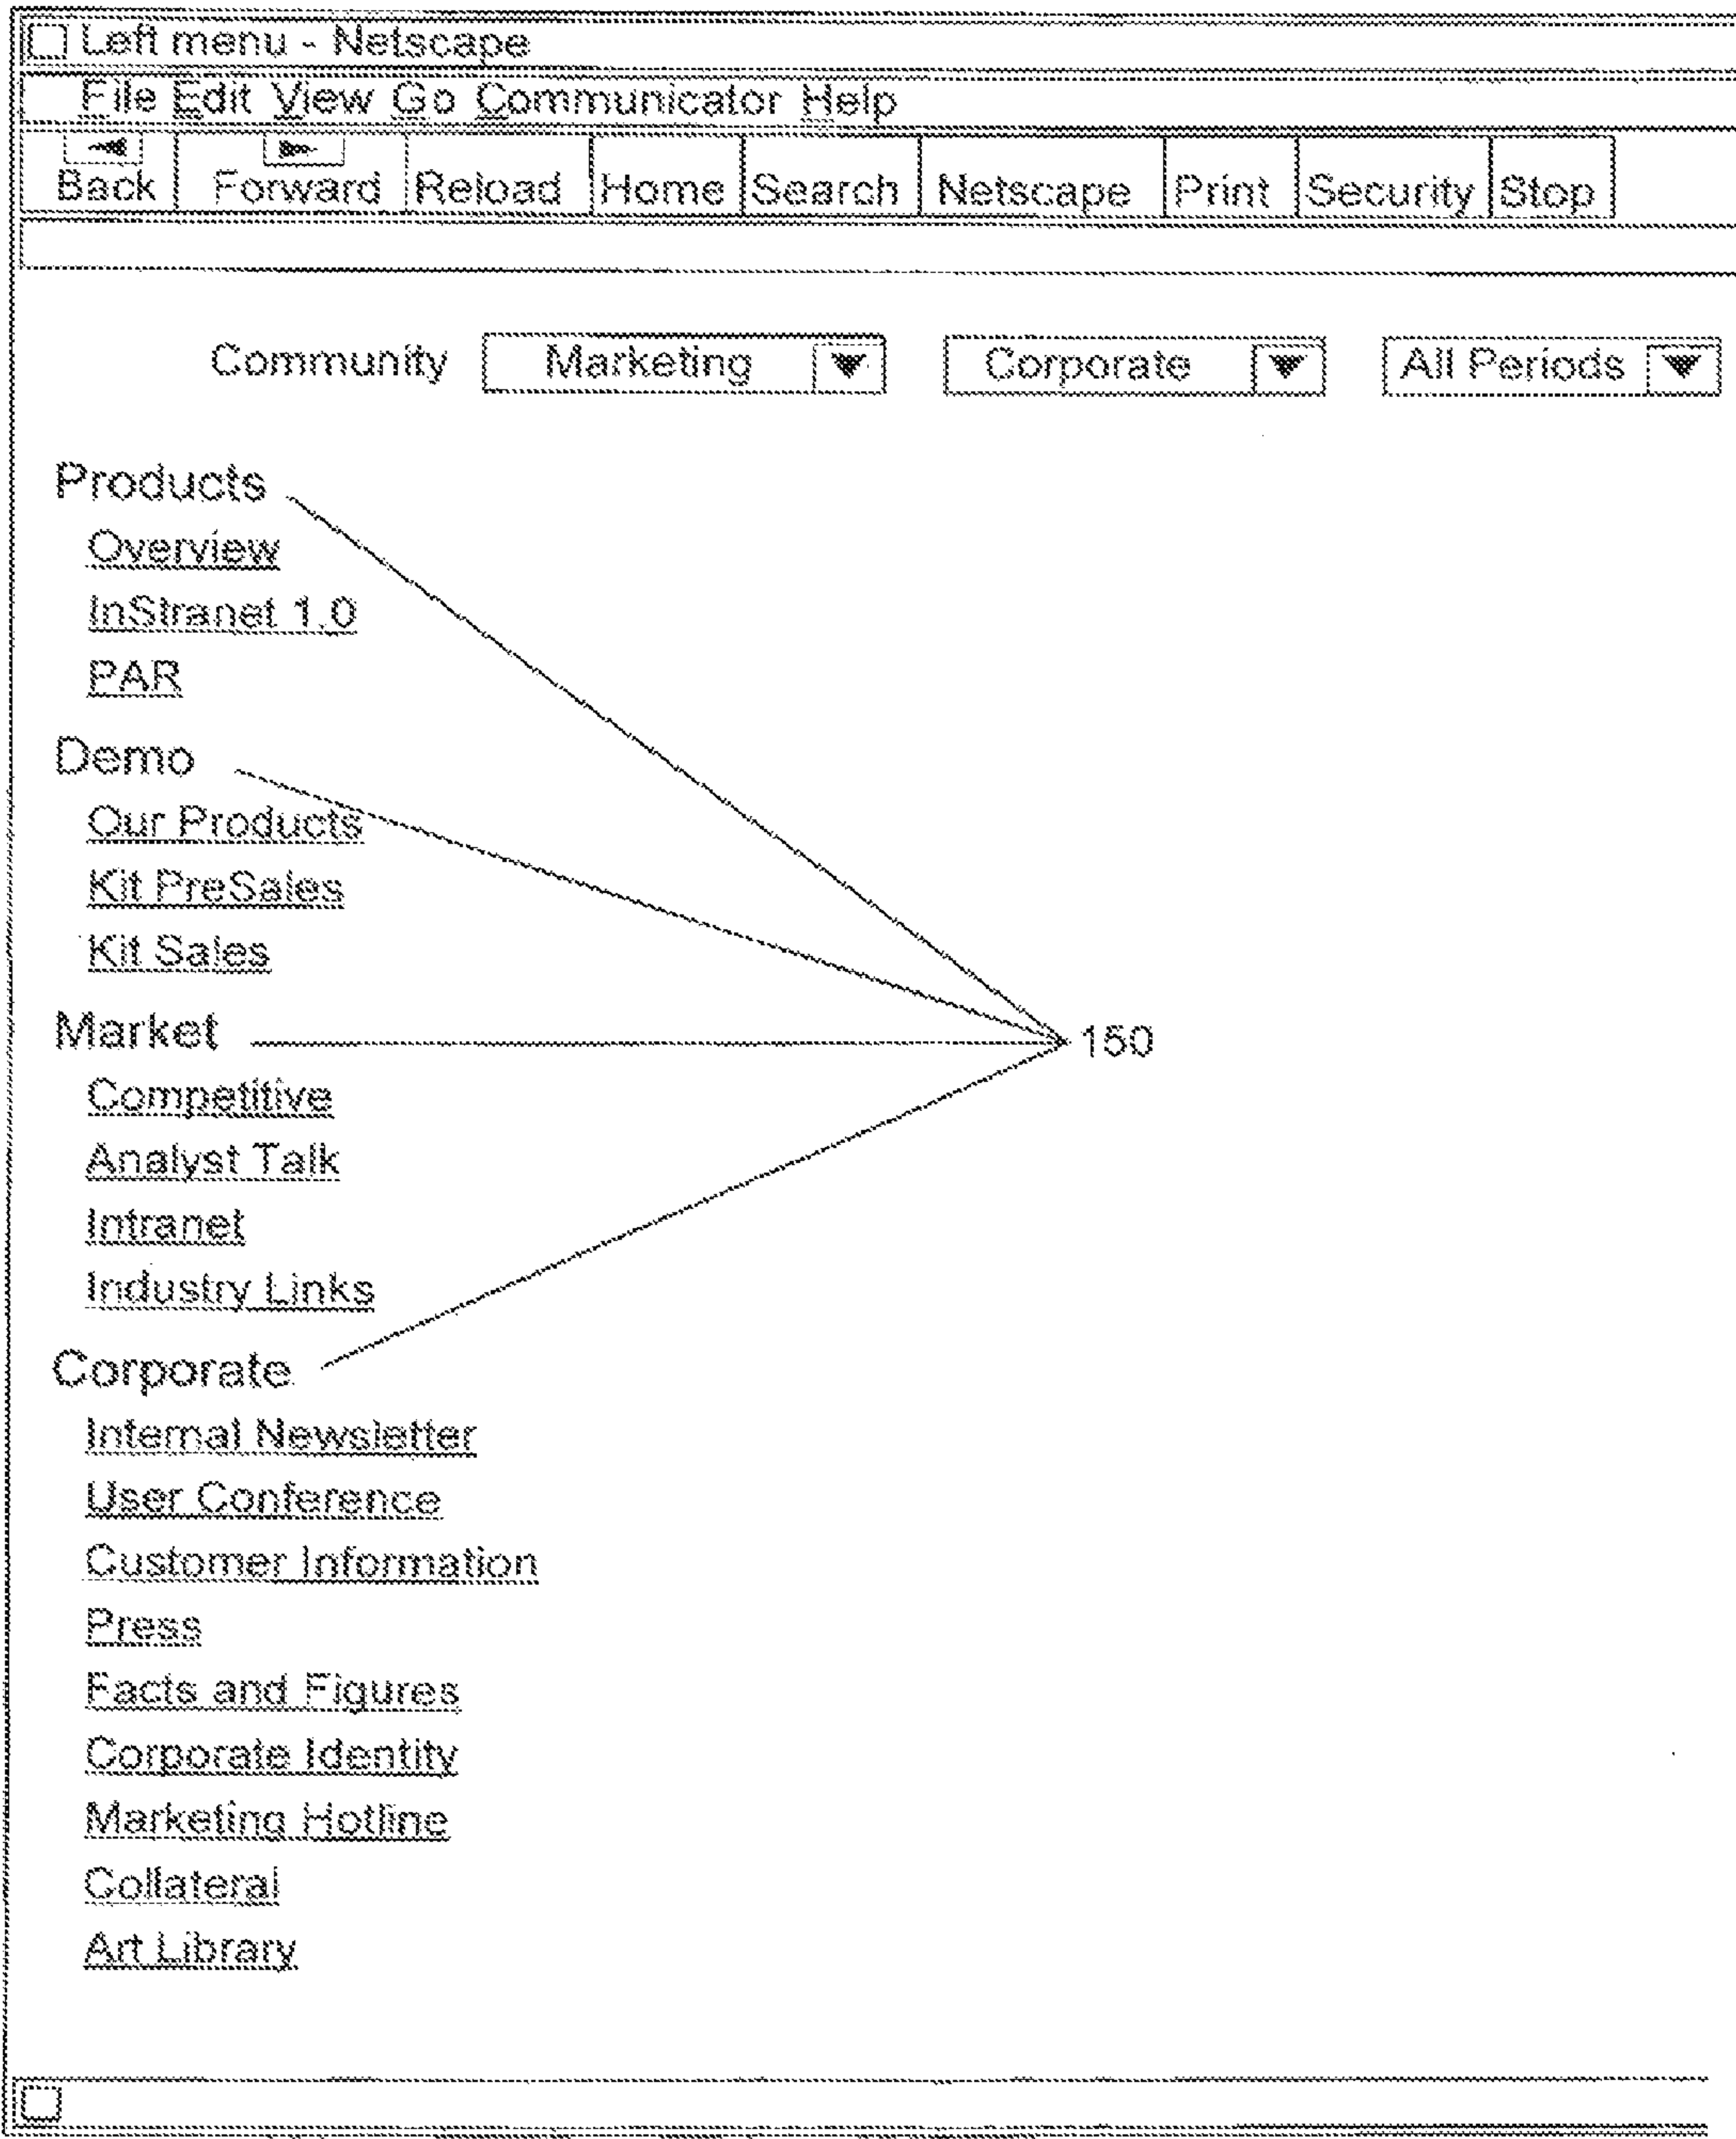 Left menu - Netscape
File Edit View Go Communicator Help
Back Forward Reload Home Search Netscape Print Security Stop
Community Marketing Corporate All Periods
Products
Overview
InStranet 1.0
PAR
Demo
Our Products
Kit PreSales
Kit Sales
Market
150
Competitive
Analyst Talk
Intranet
Industry Links
Corporate
Internal Newsletter
User Conference
Customer Information
Press
Facts and Figures
Corporate Identity
Marketing Hotline
Collateral
Art Library